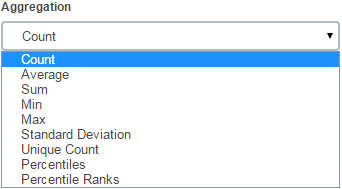 Aggregation
Count
Count
Average
Sum
Min
Max
Standard Deviation
Unique Count
Percentiles
Percentile Ranks